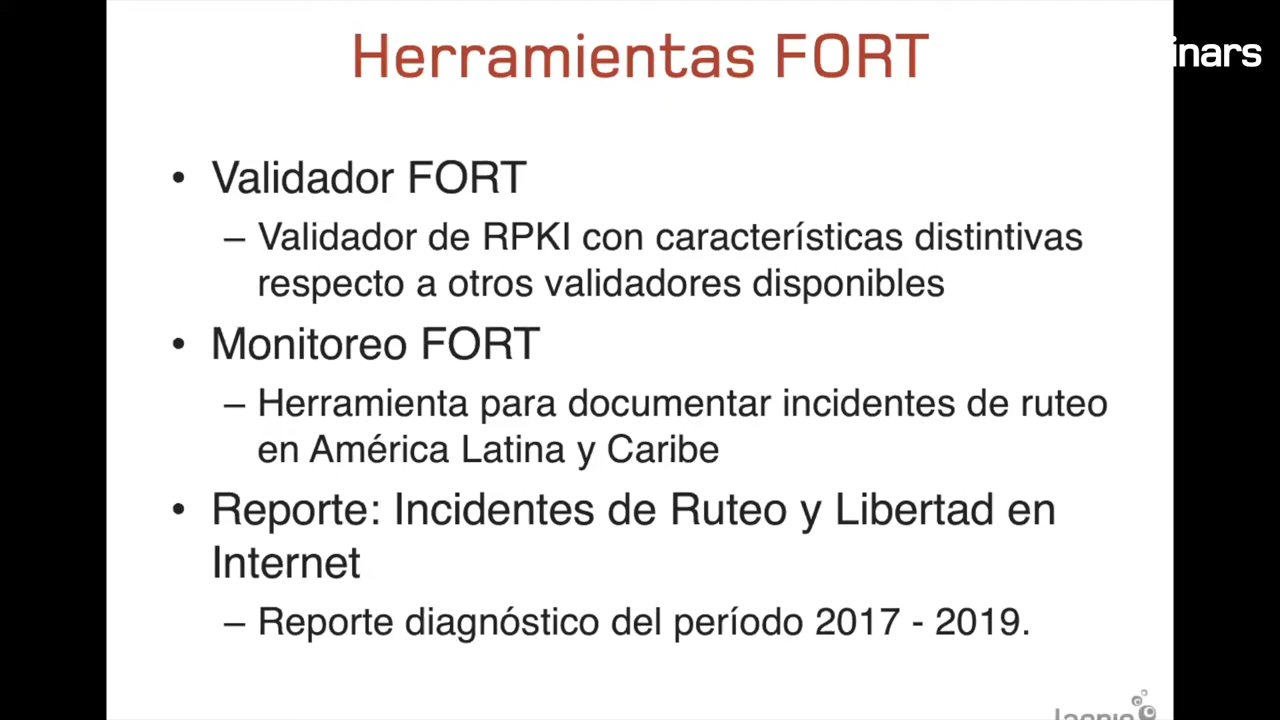 Herramientas FORT
inars
• Validador FORT
– Validador de RPKI con características distintivas
respecto a otros validadores disponibles
• Monitoreo FORT
– Herramienta para documentar incidentes de ruteo
en América Latina y Caribe
• Reporte: Incidentes de Ruteo y Libertad en
Internet
– Reporte diagnóstico del período 2017 - 2019.